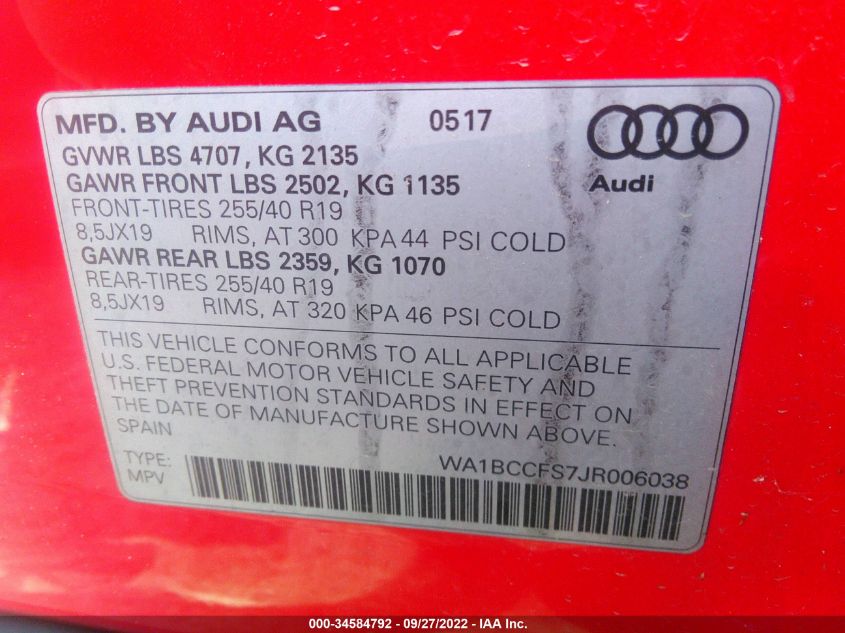 MFD. BY AUDI AG 0517
GVWR LBS 4707, KG 2135
GAWR FRONT LBS 2502, KG 1135
Audi
FRONT-TIRES 255/40 R19
8,5JX19 RIMS, AT 300 KPA 44 PSI COLD
GAWR REAR LBS 2359, KG 1070
REAR-TIRES 255/40 R19
8,5JX19 RIMS, AT 320 KPA 46 PSI COLD
THIS VEHICLE CONFORMS TO ALL APPLICABLE
U.S. FEDERAL MOTOR VEHICLE SAFETY AND
THEFT PREVENTION STANDARDS IN EFFECT ON
THE DATE OF MANUFACTURE SHOWN ABOVE.
SPAIN
TYPE: WA1BCCFS7JR006038
MPV
000-34584792 - 09/27/2022 - IAA Inc.